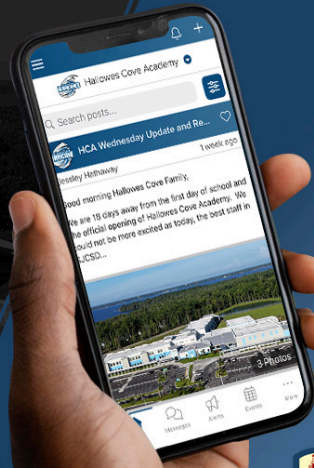 Hallowes Cove Academy
Search posts...
HCA Wednesday Update and Re...
Hathaway
1 week ago
Good morning Hallowes Cove Family,
We are 18 days away from the first day of school and
the official opening of Hallowes Cove Academy. We
could not be more excited as today, the best staff in
SJCSD...
3 Photos
Messages
Alerts
Events
More